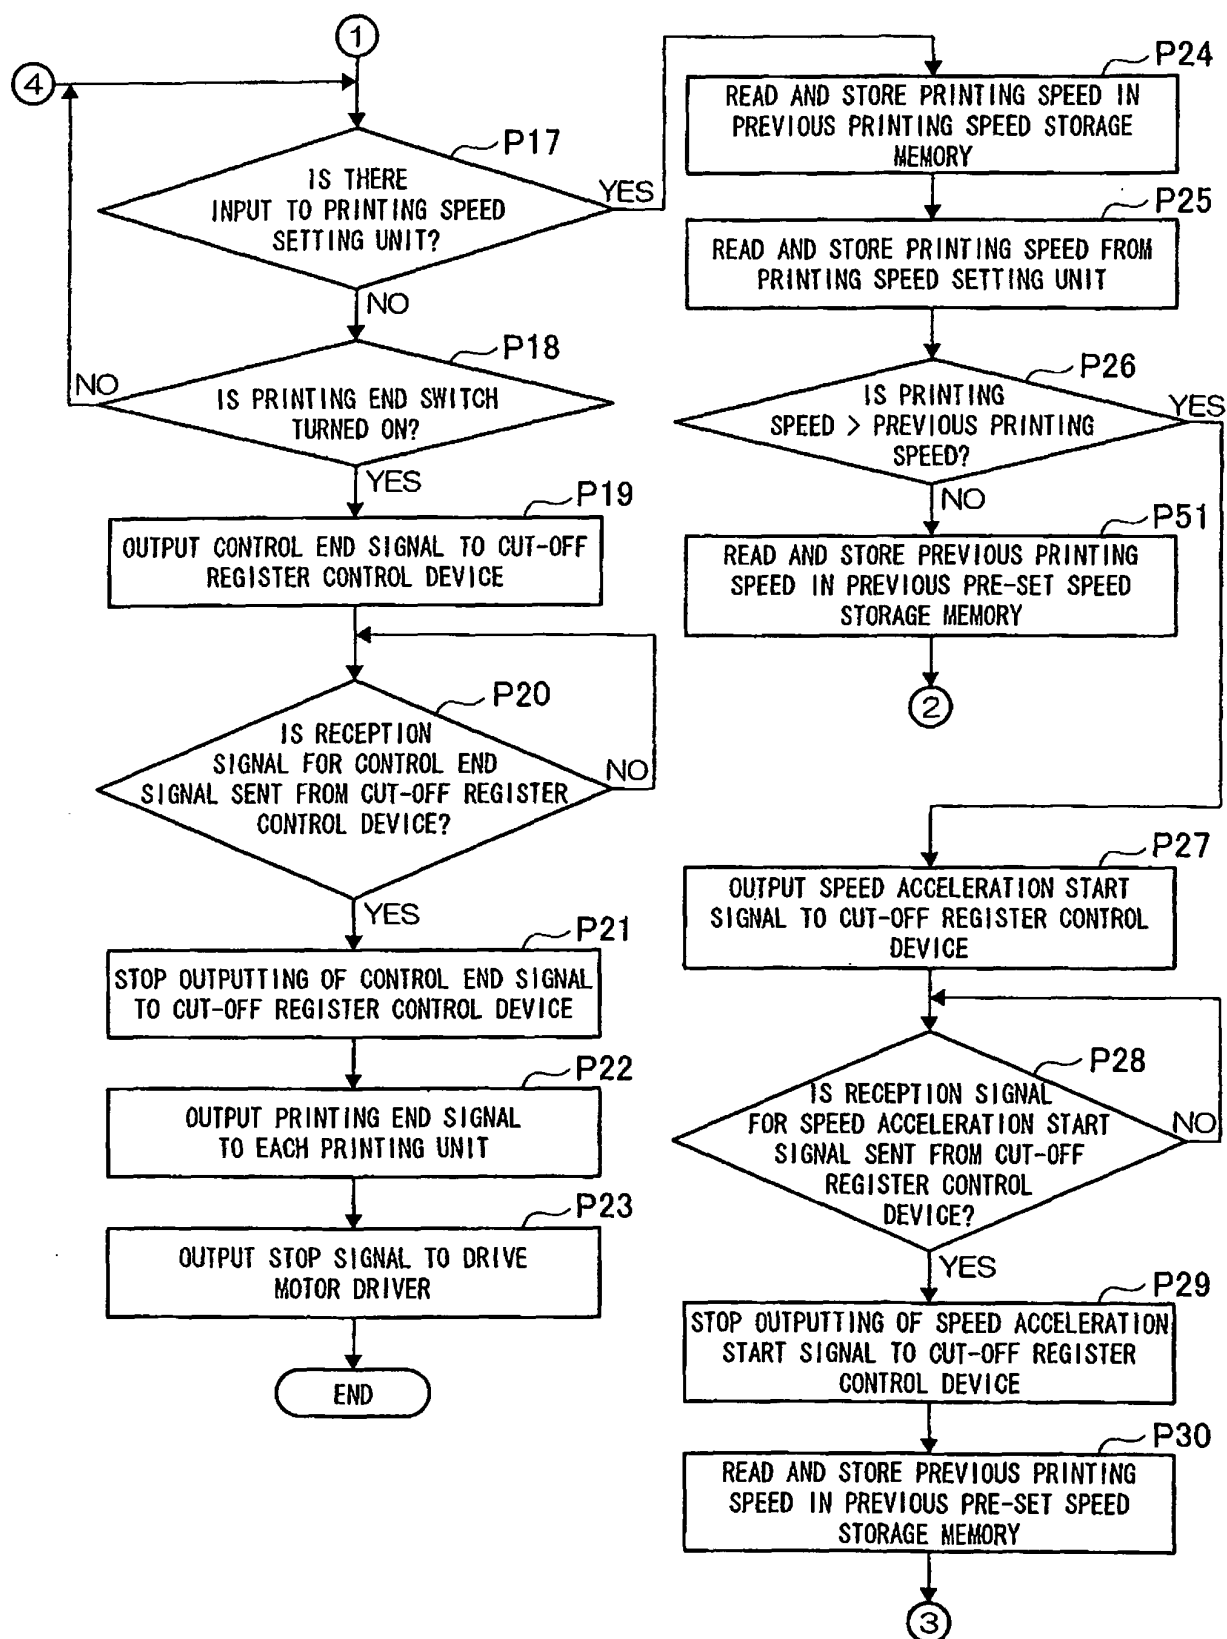 1
4
P17
IS THERE
INPUT TO PRINTING SPEED
SETTING UNIT?
YES
NO
P18
NO
IS PRINTING END SWITCH
TURNED ON?
YES
P19
OUTPUT CONTROL END SIGNAL TO CUT-OFF
REGISTER CONTROL DEVICE
P20
IS RECEPTION
SIGNAL FOR CONTROL END
SIGNAL SENT FROM CUT-OFF REGISTER
CONTROL DEVICE?
NO
YES
P21
STOP OUTPUTTING OF CONTROL END SIGNAL
TO CUT-OFF REGISTER CONTROL DEVICE
P22
OUTPUT PRINTING END SIGNAL
TO EACH PRINTING UNIT
P23
OUTPUT STOP SIGNAL TO DRIVE
MOTOR DRIVER
END
P24
READ AND STORE PRINTING SPEED IN
PREVIOUS PRINTING SPEED STORAGE
MEMORY
P25
READ AND STORE PRINTING SPEED FROM
PRINTING SPEED SETTING UNIT
P26
IS PRINTING
SPEED > PREVIOUS PRINTING
SPEED?
YES
NO
P51
READ AND STORE PREVIOUS PRINTING
SPEED IN PREVIOUS PRE-SET SPEED
STORAGE MEMORY
2
P27
OUTPUT SPEED ACCELERATION START
SIGNAL TO CUT-OFF REGISTER CONTROL
DEVICE
P28
IS RECEPTION SIGNAL
FOR SPEED ACCELERATION START
SIGNAL SENT FROM CUT-OFF
REGISTER CONTROL
DEVICE?
NO
YES
P29
STOP OUTPUTTING OF SPEED ACCELERATION
START SIGNAL TO CUT-OFF REGISTER
CONTROL DEVICE
P30
READ AND STORE PREVIOUS PRINTING
SPEED IN PREVIOUS PRE-SET SPEED
STORAGE MEMORY
3